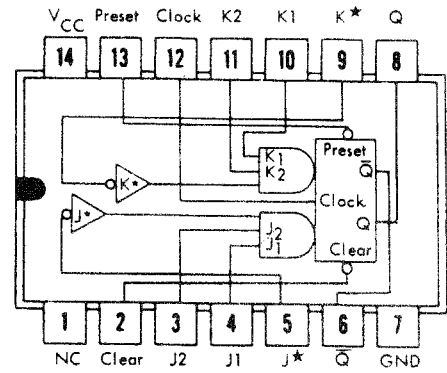 VCC Preset Clock K2 K1 K★ Q
14 13 12 11 10 9 8
Preset
K1
K2
Q̅
K★
Clock
J★
Q
J2
J1
Clear
1 2 3 4 5 6 7
NC Clear J2 J1 J★ Q̅ GND